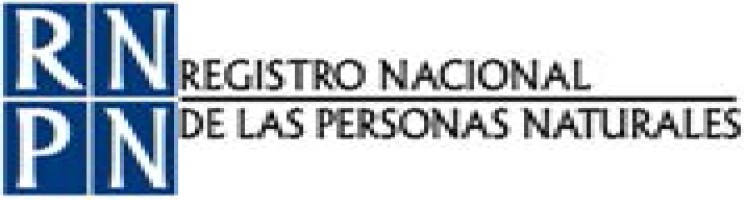 RN
PN
REGISTRO NACIONAL
DE LAS PERSONAS NATURALES